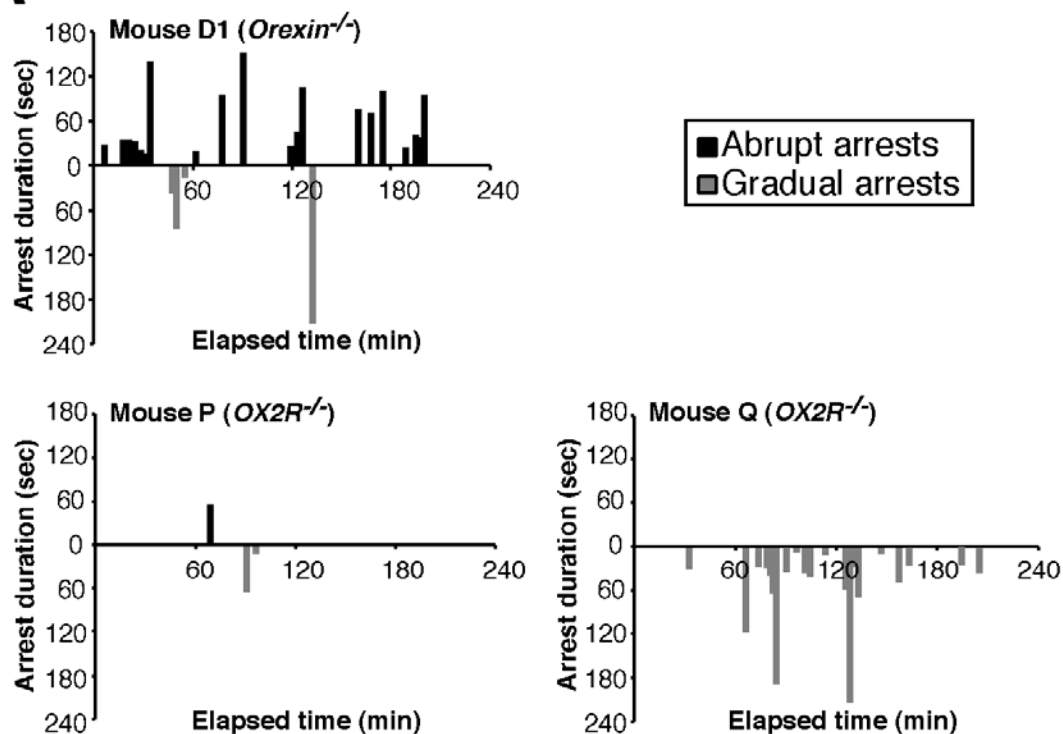 Mouse D1 (Orexin-/-)
Arrest duration (sec)
180
120
60
0
60
120
180
240
60 120 180 240
Elapsed time (min)
Abrupt arrests
Gradual arrests
Mouse P (OX2R-/-)
Arrest duration (sec)
180
120
60
0
60
120
180
240
60 120 180 240
Elapsed time (min)
Mouse Q (OX2R-/-)
Arrest duration (sec)
180
120
60
0
60
120
180
240
60 120 180 240
Elapsed time (min)